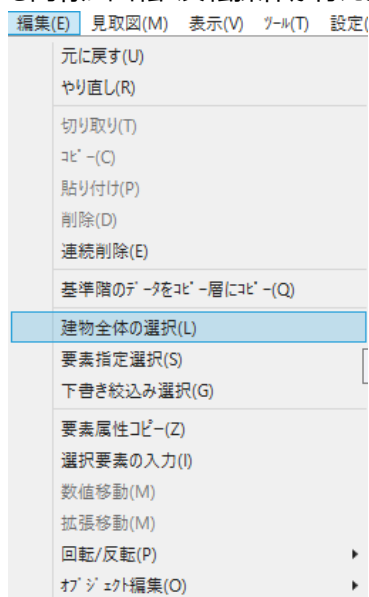 編集(E) 見取図(M) 表示(V) ﾂｰﾙ(T) 設定(
元に戻す(U)
やり直し(R)
切り取り(T)
ｺﾋﾟｰ(C)
貼り付け(P)
削除(D)
連続削除(E)
基準階のﾃﾞｰﾀをｺﾋﾟｰ層にｺﾋﾟｰ(Q)
建物全体の選択(L)
要素指定選択(S)
下書き絞込み選択(G)
要素属性コピー(Z)
選択要素の入力(I)
数値移動(M)
拡張移動(M)
回転/反転(P)
ｵﾌﾞｼﾞｪｸﾄ編集(O)